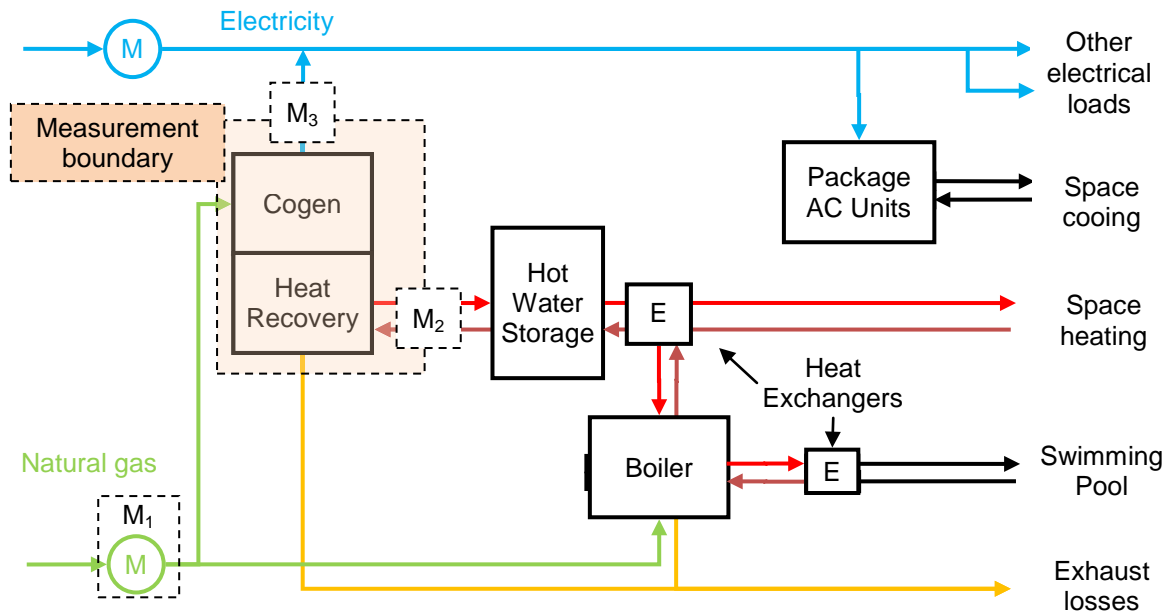 Electricity
M
Other
electrical
loads
M3
Measurement
boundary
Cogen
Package
AC Units
Space
cooing
Heat
Recovery
M2
Hot
Water
Storage
E
Space
heating
Heat
Exchangers
Natural gas
Boiler
E
Swimming
Pool
M1
M
Exhaust
losses